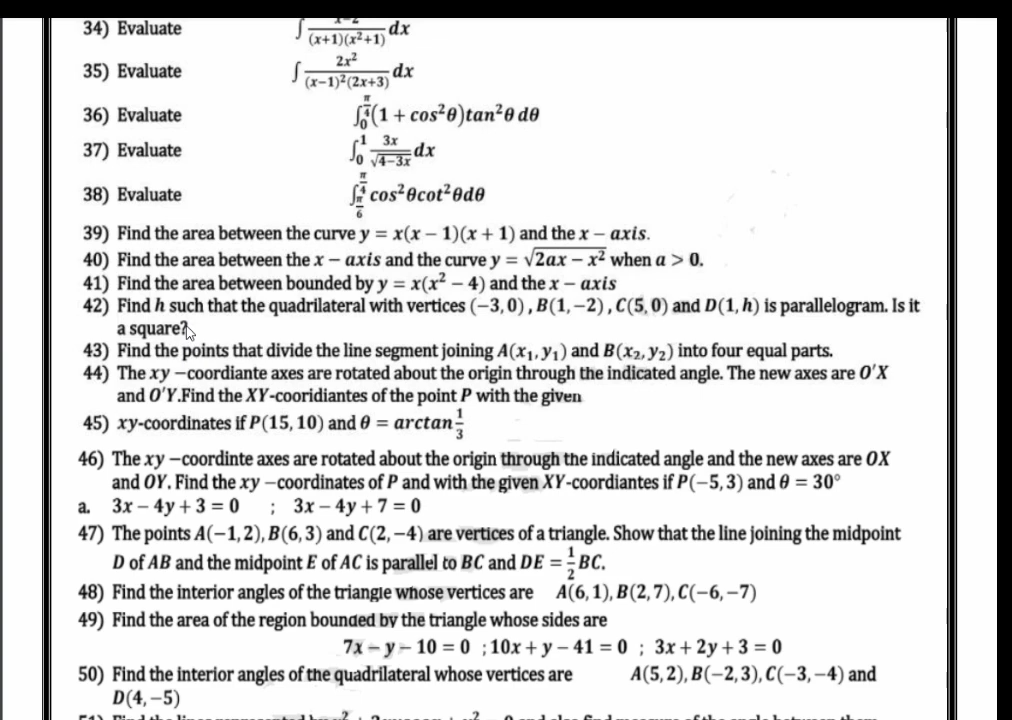 34) Evaluate ∫ x−2/(x+1)(x²+1) dx
35) Evaluate ∫ 2x²/(x−1)²(2x+3) dx
36) Evaluate ∫₀^(π/4) (1 + cos²θ)tan²θ dθ
37) Evaluate ∫₀¹ 3x/√(4−3x) dx
38) Evaluate ∫_(π/6)^(π/4) cos²θcot²θdθ
39) Find the area between the curve y = x(x − 1)(x + 1) and the x − axis.
40) Find the area between the x − axis and the curve y = √(2ax − x²) when a > 0.
41) Find the area between bounded by y = x(x² − 4) and the x − axis
42) Find h such that the quadrilateral with vertices (−3, 0) , B(1, −2) , C(5, 0) and D(1, h) is parallelogram. Is it
a square?
43) Find the points that divide the line segment joining A(x₁, y₁) and B(x₂, y₂) into four equal parts.
44) The xy −coordiante axes are rotated about the origin through the indicated angle. The new axes are O′X
and O′Y.Find the XY-cooridiantes of the point P with the given
45) xy-coordinates if P(15, 10) and θ = arctan 1/3
46) The xy −coordinte axes are rotated about the origin through the indicated angle and the new axes are OX
and OY. Find the xy −coordinates of P and with the given XY-coordiantes if P(−5, 3) and θ = 30°
a. 3x − 4y + 3 = 0 ; 3x − 4y + 7 = 0
47) The points A(−1, 2), B(6, 3) and C(2, −4) are vertices of a triangle. Show that the line joining the midpoint
D of AB and the midpoint E of AC is parallel to BC and DE = 1/2 BC.
48) Find the interior angles of the triangle whose vertices are A(6, 1), B(2, 7), C(−6, −7)
49) Find the area of the region bounded by the triangle whose sides are
7x − y − 10 = 0 ; 10x + y − 41 = 0 ; 3x + 2y + 3 = 0
50) Find the interior angles of the quadrilateral whose vertices are A(5, 2), B(−2, 3), C(−3, −4) and
D(4, −5)